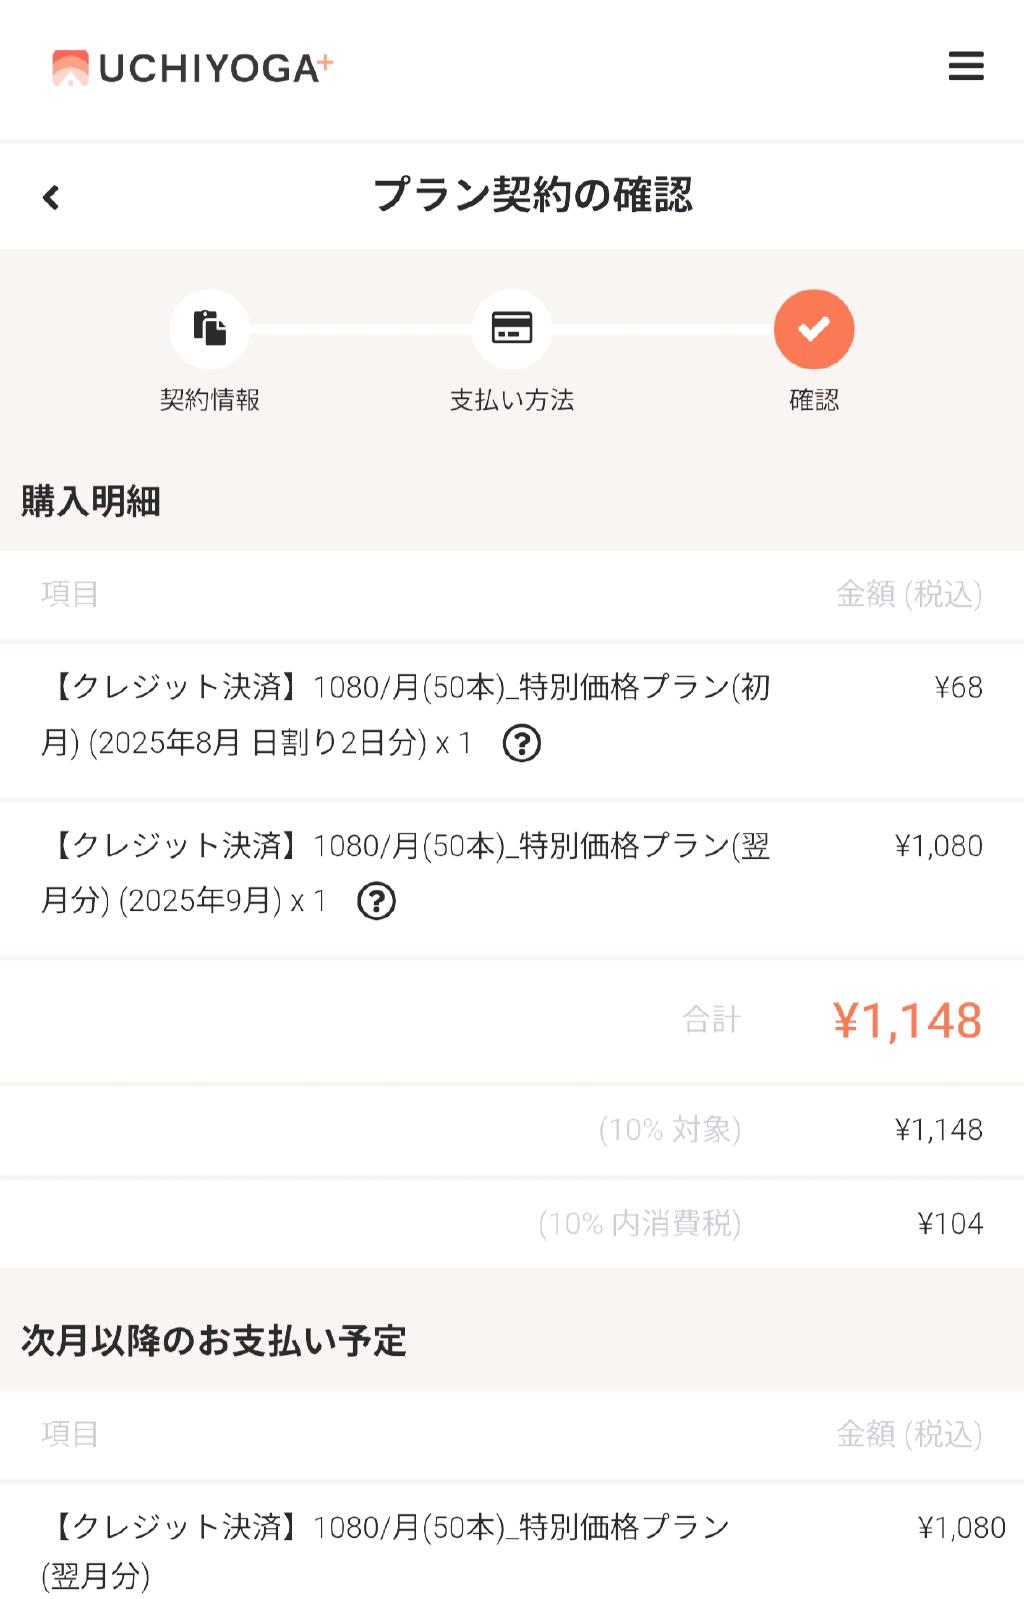 UCHIYOGA+
プラン契約の確認
契約情報
支払い方法
確認
購入明細
項目
金額 (税込)
【クレジット決済】1080/月(50本)_特別価格プラン(初
¥68
月) (2025年8月 日割り2日分) x 1
【クレジット決済】1080/月(50本)_特別価格プラン(翌
¥1,080
月分) (2025年9月) x 1
合計
¥1,148
(10% 対象)
¥1,148
(10% 内消費税)
¥104
次月以降のお支払い予定
項目
金額 (税込)
【クレジット決済】1080/月(50本)_特別価格プラン
¥1,080
(翌月分)